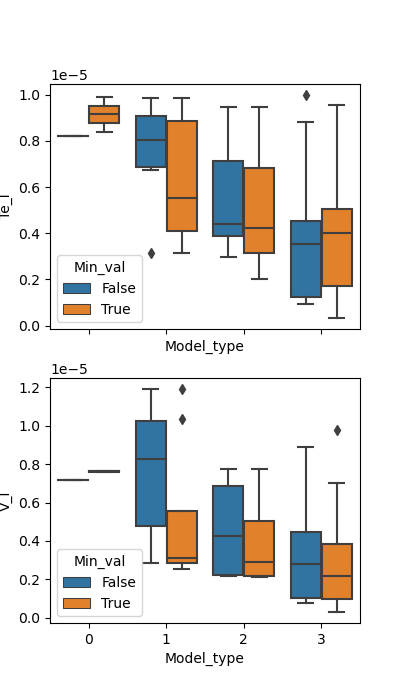 1e−5
1.0
0.8
0.6
0.4
0.2
0.0
Min_val
False
True
Model_type
1e−5
1.2
1.0
0.8
0.6
0.4
0.2
0.0
Min_val
False
True
0 1 2 3
Model_type